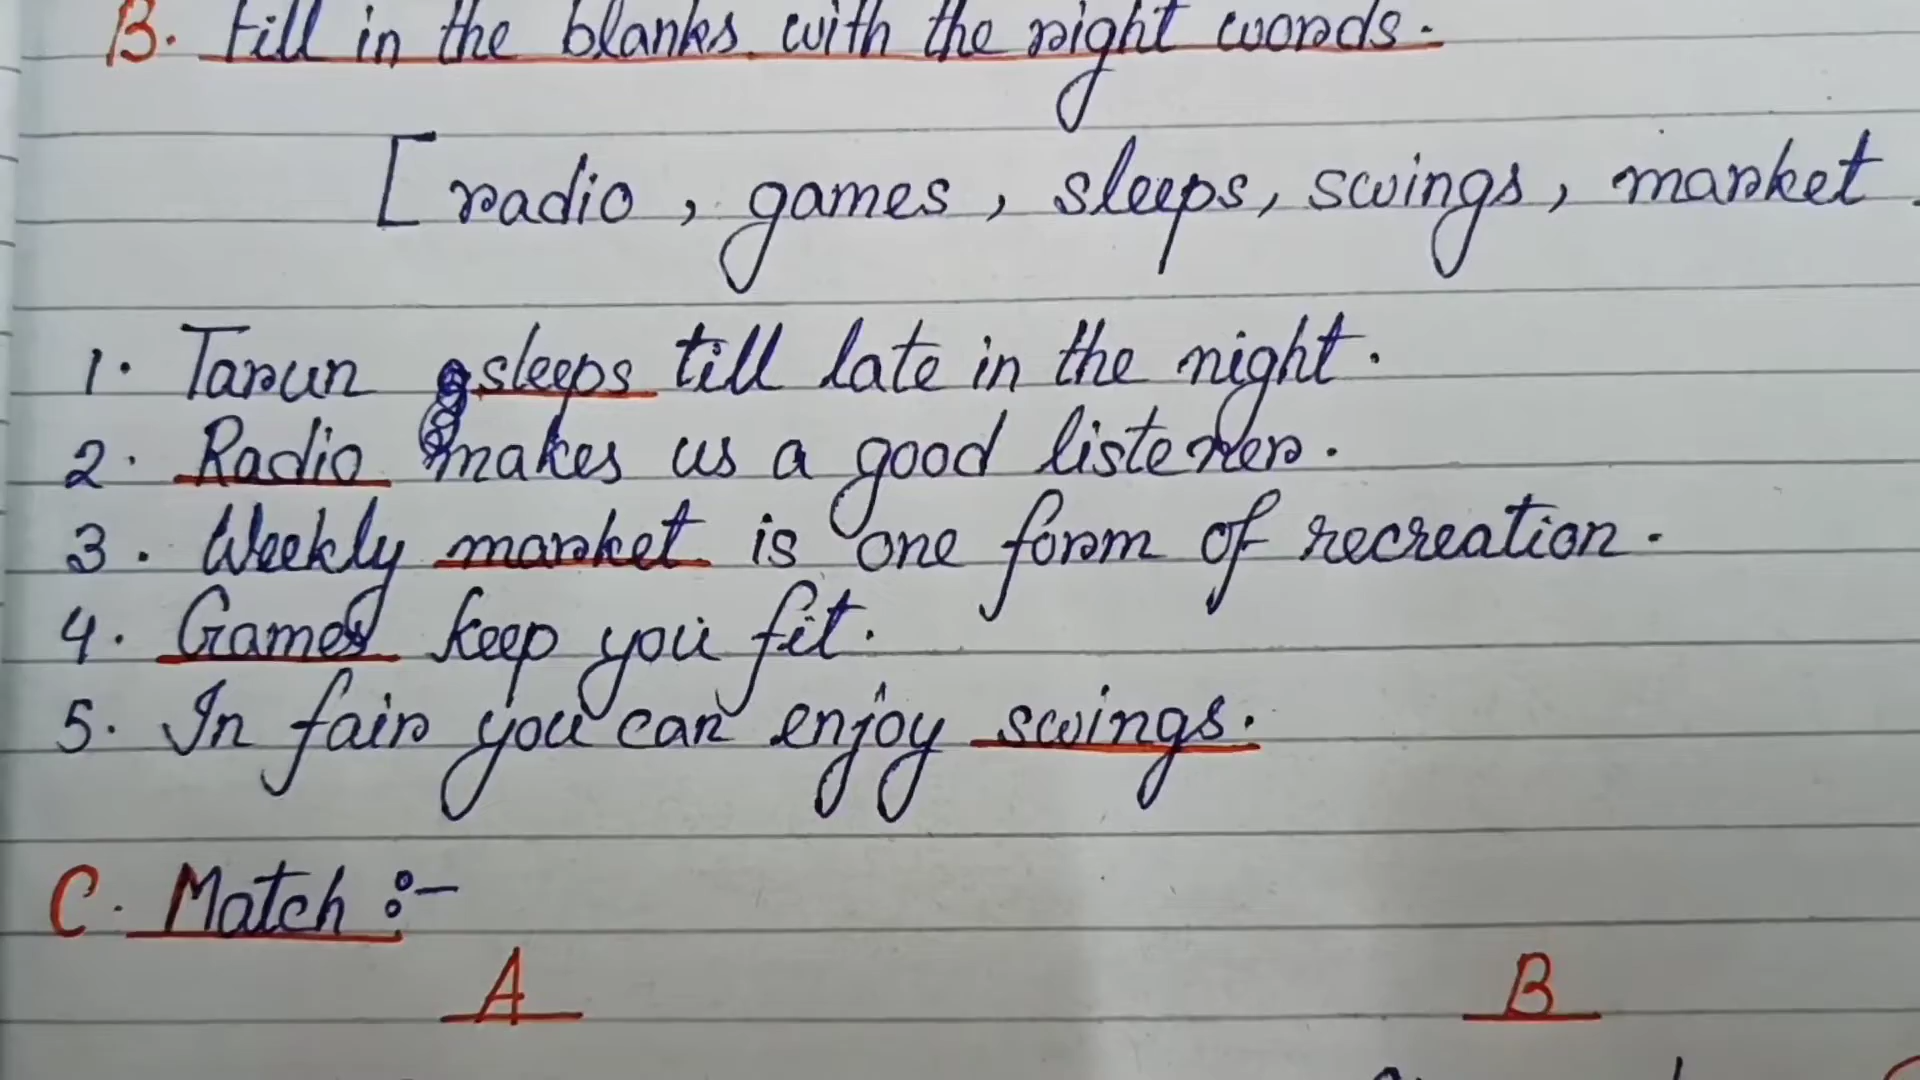 B. Fill in the blanks with the right words.
[ radio, games, sleeps, swings, market
1. Tarun sleeps till late in the night.
2. Radio makes us a good listener.
3. Weekly market is one form of recreation.
4. Games keep you fit.
5. In fair you can enjoy swings.
C. Match :-
A B